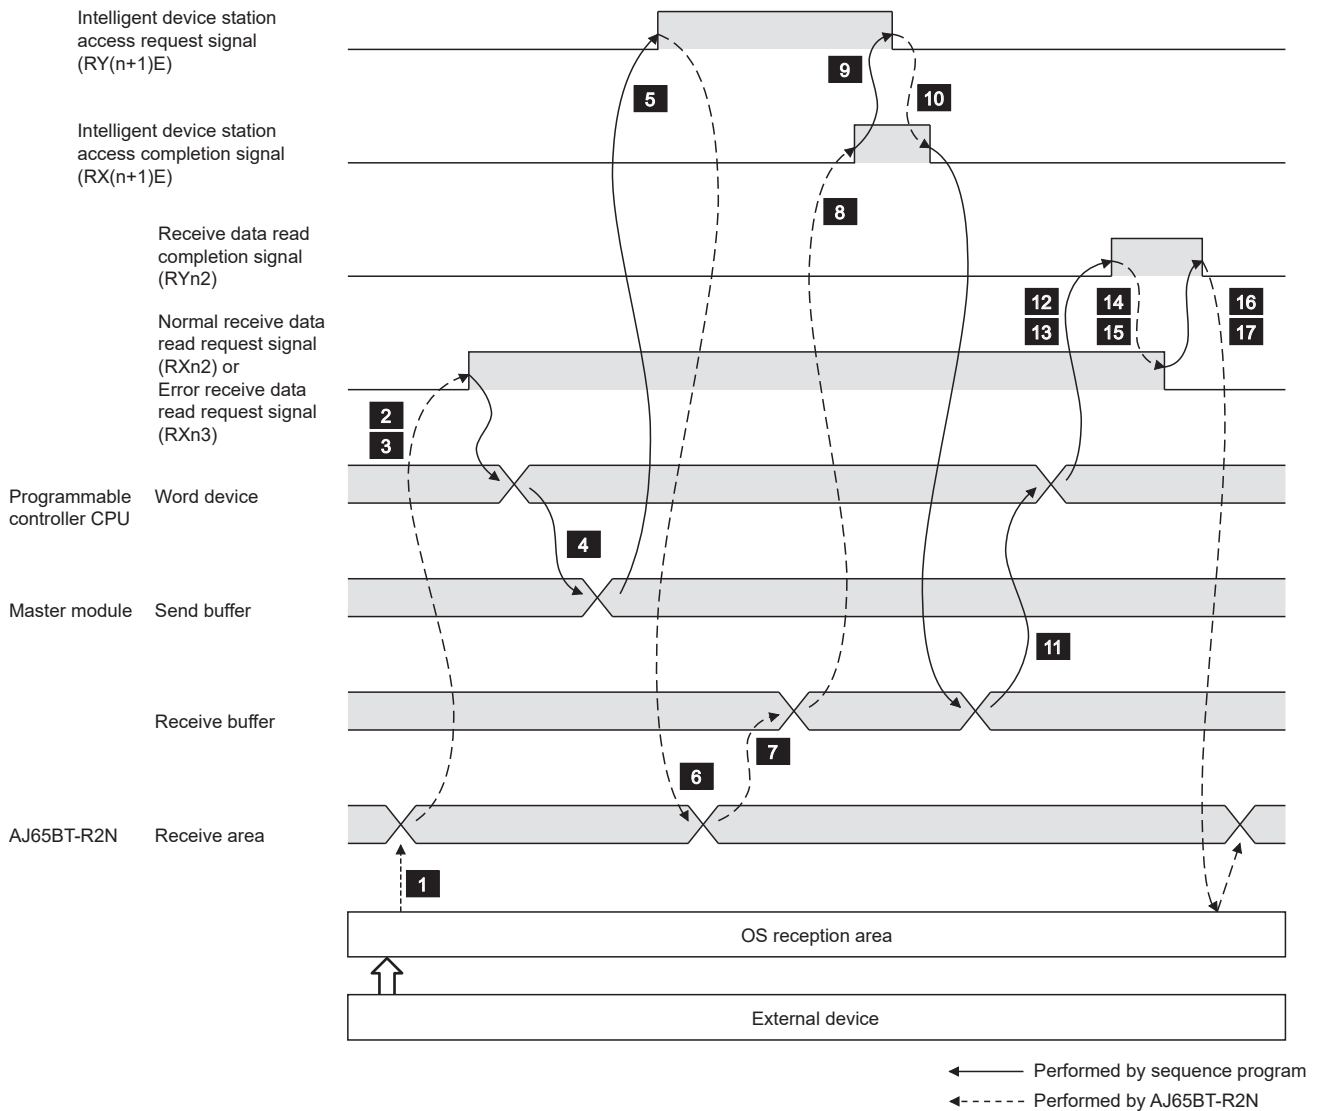 Intelligent device station
access request signal
(RY(n+1)E)
9
5
10
Intelligent device station
access completion signal
(RX(n+1)E)
8
Receive data read
completion signal
(RYn2)
12
14
16
13
15
17
Normal receive data
read request signal
(RXn2) or
Error receive data
read request signal
(RXn3)
2
3
Programmable
controller CPU
Word device
4
Master module
Send buffer
11
Receive buffer
7
6
AJ65BT-R2N
Receive area
1
OS reception area
External device
Performed by sequence program
Performed by AJ65BT-R2N